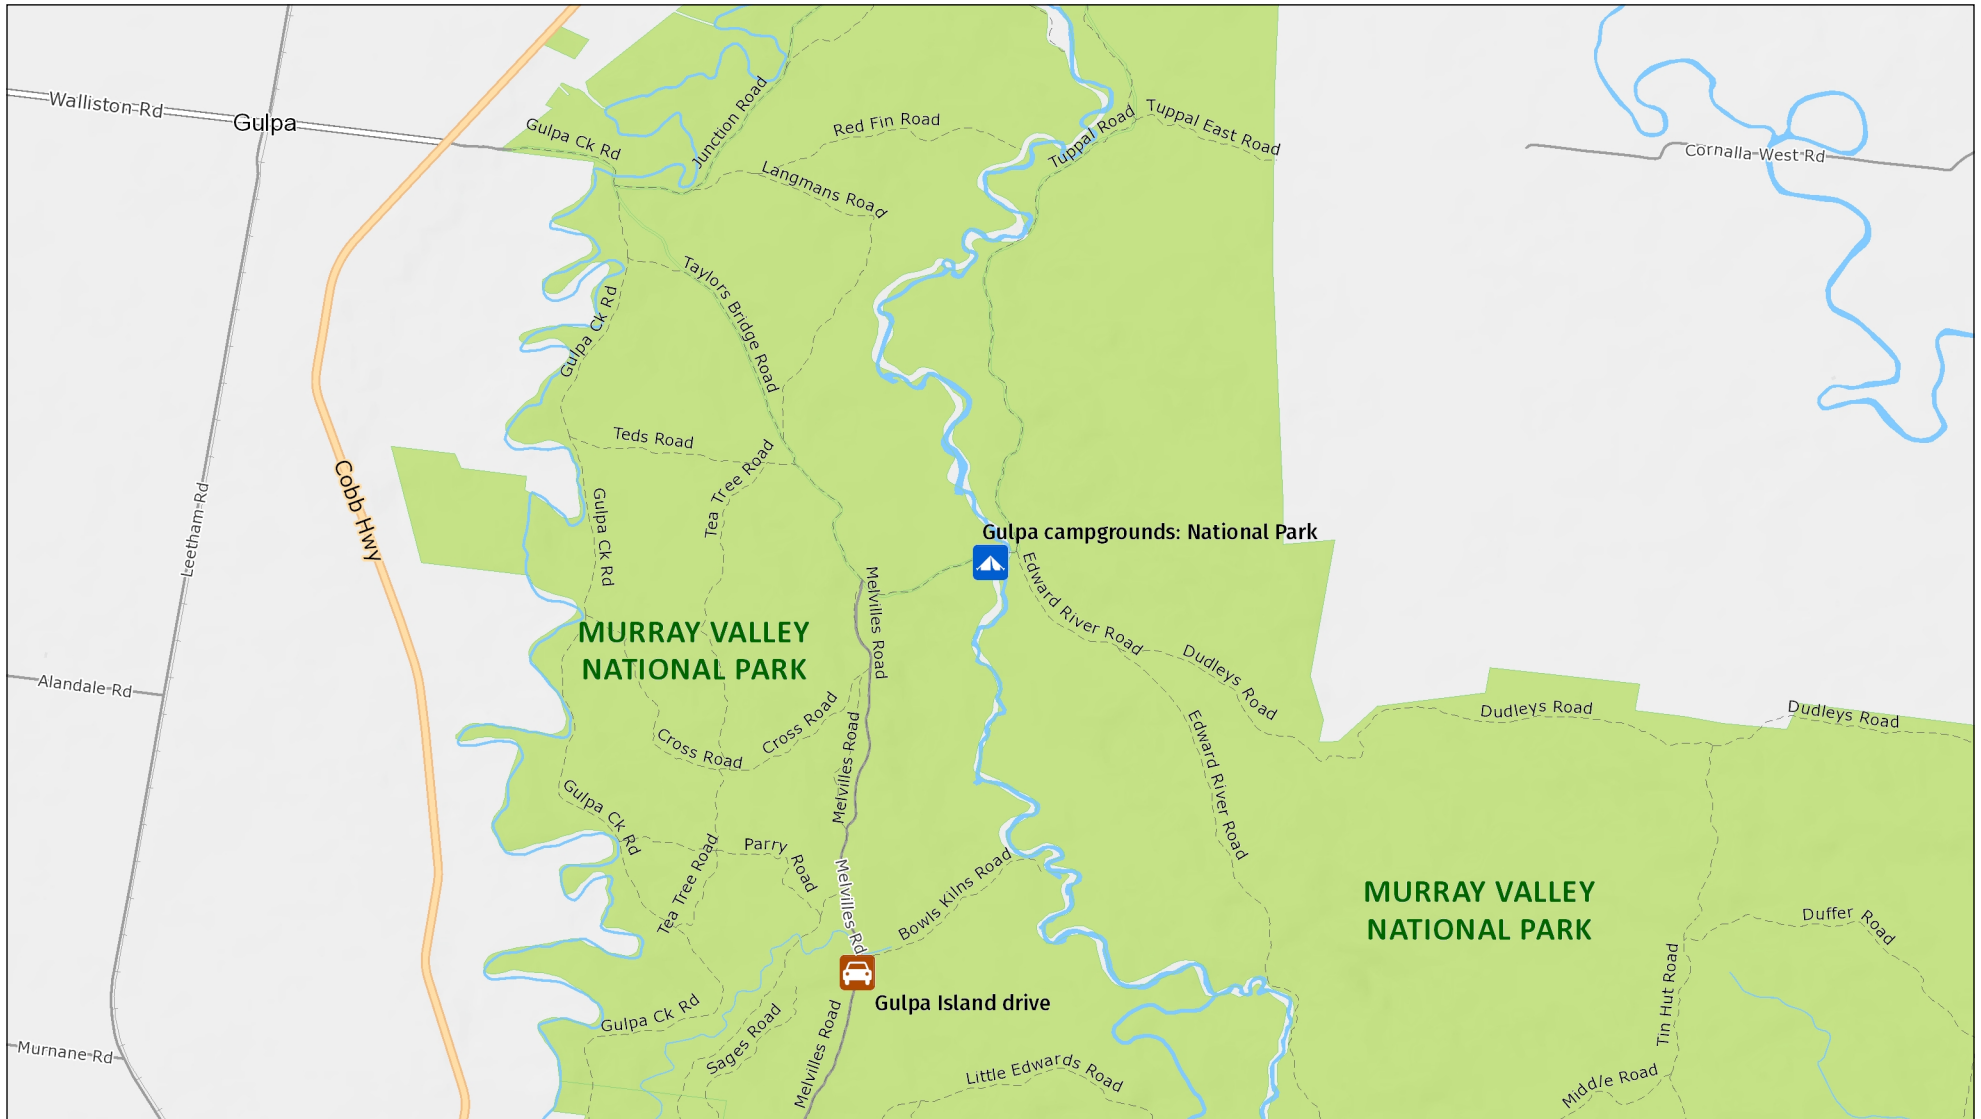 Walliston Rd
Gulpa
Gulpa Ck Rd
Junction Road
Red Fin Road
Tuppal Road
Tuppal East Road
Cornalla West Rd
Langmans Road
Taylors Bridge Road
Gulpa Ck Rd
Teds Road
Tea Tree Road
Cobb Hwy
Leetham Rd
Gulpa Ck Rd
Gulpa campgrounds: National Park
Melvilles Road
Edward River Road
MURRAY VALLEY
NATIONAL PARK
Dudleys Road
Alandale Rd
Cross Road
Cross Road
Melvilles Road
Edward River Road
Dudleys Road
Dudleys Road
Gulpa Ck Rd
Tea Tree Road
Parry Road
Melvilles Rd
Bowls Kilns Road
MURRAY VALLEY
NATIONAL PARK
Duffer Road
Tin Hut Road
Gulpa Island drive
Gulpa Ck Rd
Sages Road
Melvilles Road
Murnane Rd
Little Edwards Road
Middle Road